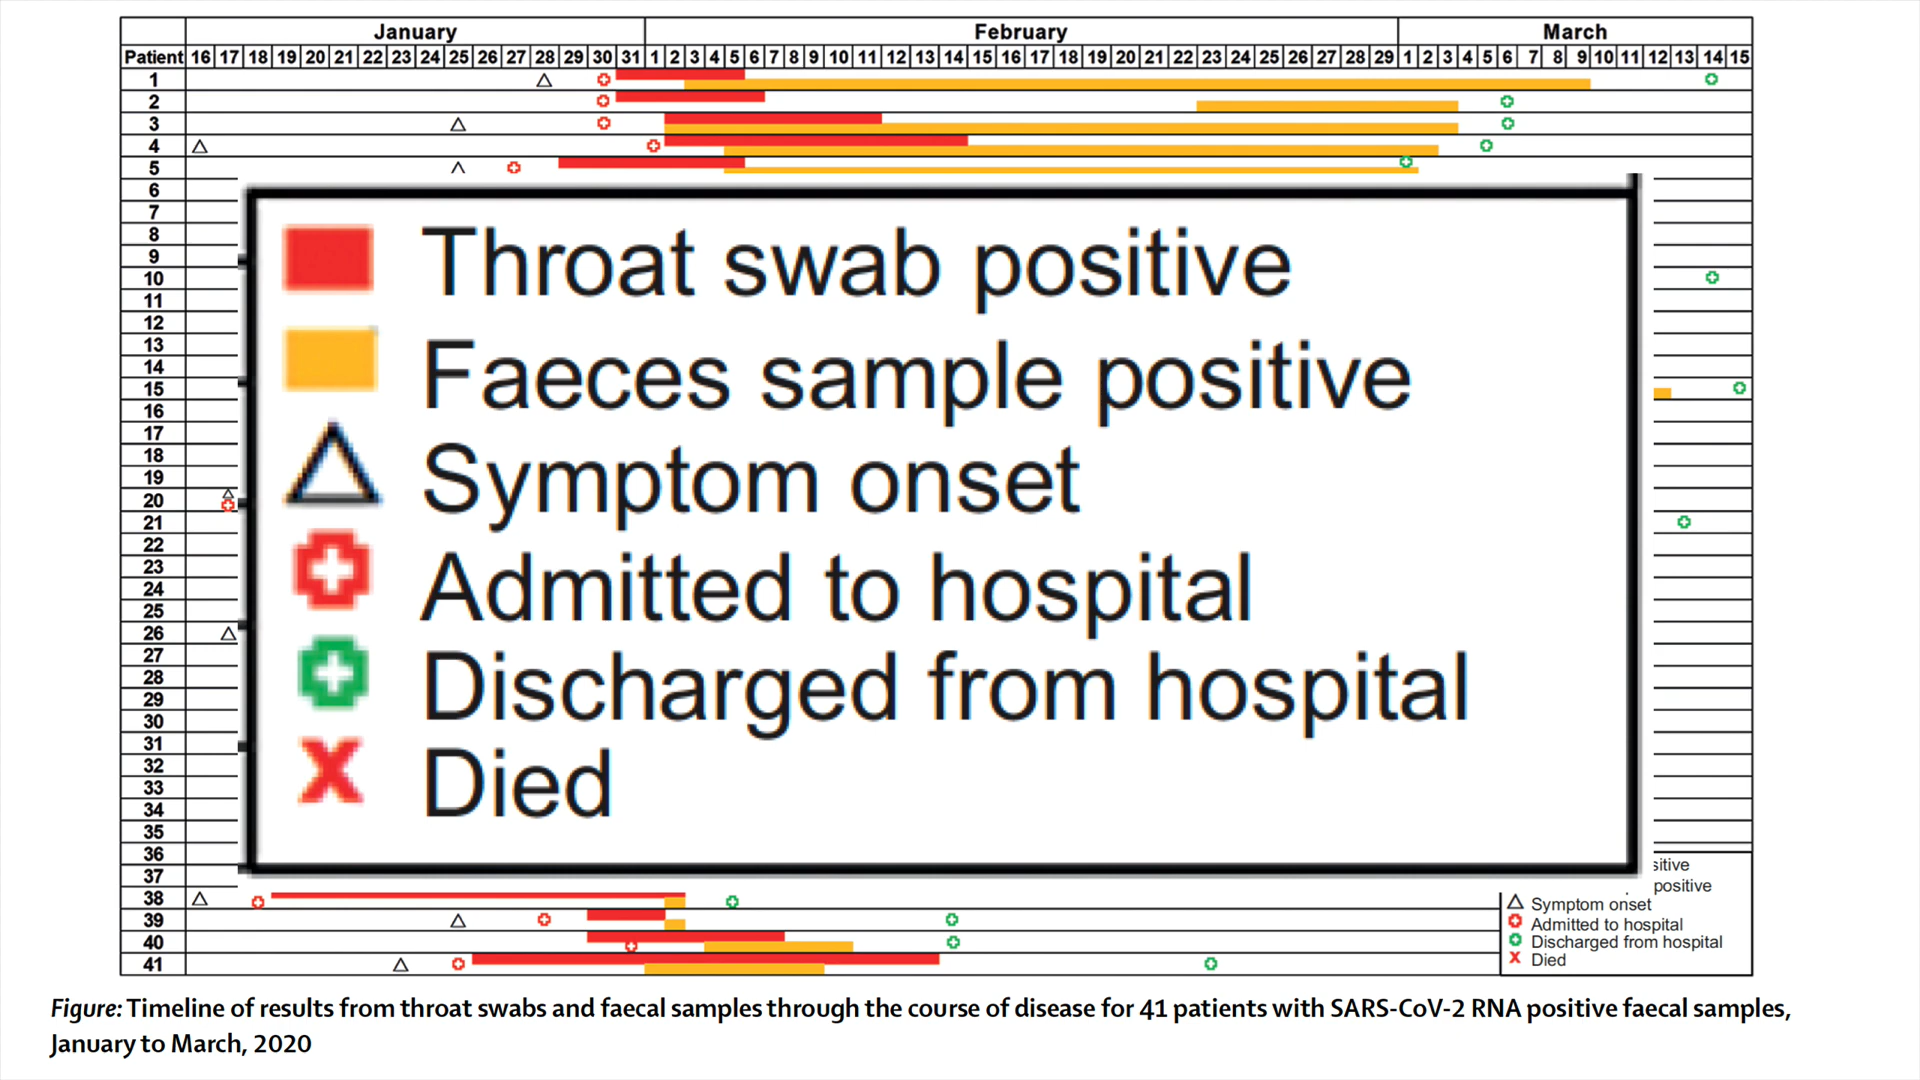 January February March
Patient 16 17 18 19 20 21 22 23 24 25 26 27 28 29 30 31 1 2 3 4 5 6 7 8 9 10 11 12 13 14 15 16 17 18 19 20 21 22 23 24 25 26 27 28 29 1 2 3 4 5 6 7 8 9 10 11 12 13 14 15
1
2
3
4
5
6
7
8
9
10
11
12
13
14
15
16
17
18
19
20
21
22
23
24
25
26
27
28
29
30
31
32
33
34
35
36
37
38
39
40
41
Throat swab positive
Faeces sample positive
Symptom onset
Admitted to hospital
Discharged from hospital
X Died
sitive
positive
Symptom onset
Admitted to hospital
Discharged from hospital
X Died
Figure: Timeline of results from throat swabs and faecal samples through the course of disease for 41 patients with SARS-CoV-2 RNA positive faecal samples,
January to March, 2020